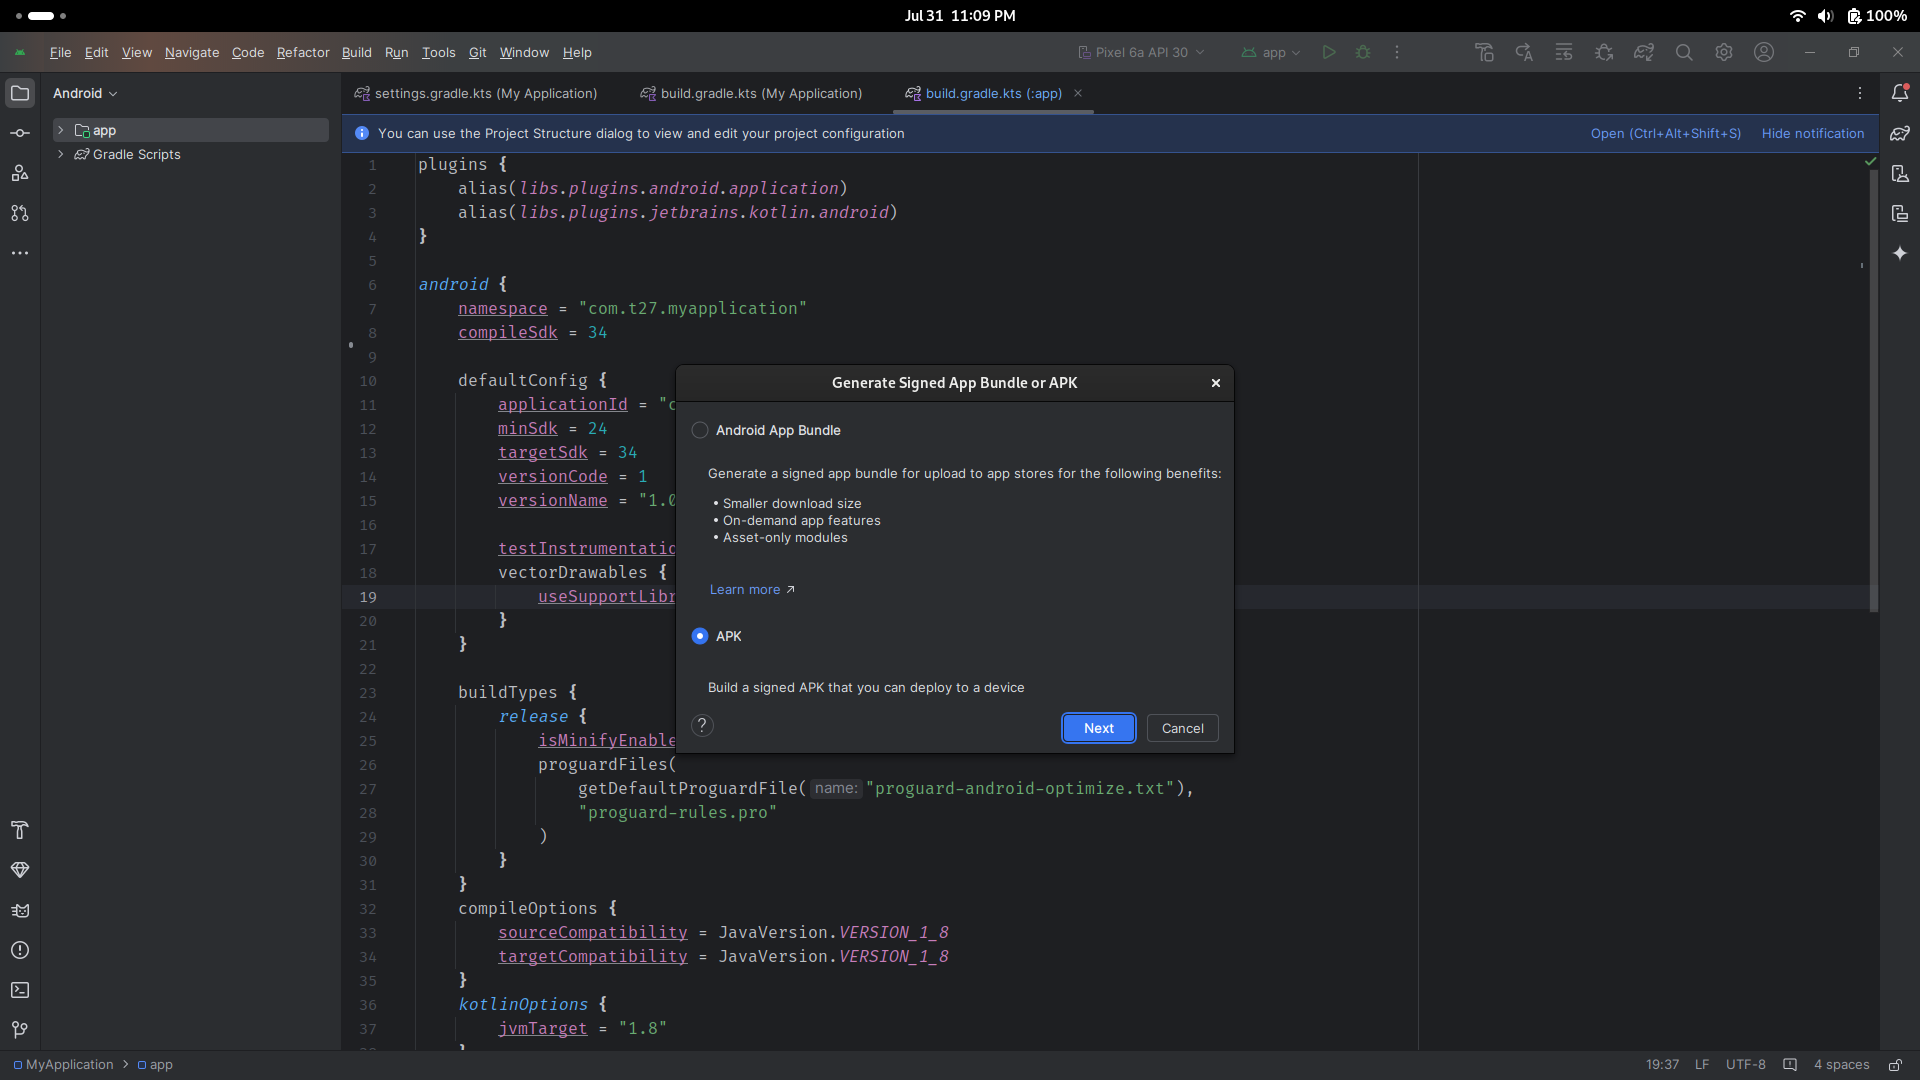 Jul 31 11:09 PM
100%
File Edit View Navigate Code Refactor Build Run Tools Git Window Help
Pixel 6a API 30
app
Android
app
Gradle Scripts
settings.gradle.kts (My Application)
build.gradle.kts (My Application)
build.gradle.kts (:app)
You can use the Project Structure dialog to view and edit your project configuration
Open (Ctrl+Alt+Shift+S) Hide notification
1 plugins {
2 alias(libs.plugins.android.application)
3 alias(libs.plugins.jetbrains.kotlin.android)
4 }
5
6 android {
7 namespace = "com.t27.myapplication"
8 compileSdk = 34
9
10 defaultConfig {
11 applicationId = "c
12 minSdk = 24
13 targetSdk = 34
14 versionCode = 1
15 versionName = "1.0
16
17 testInstrumentatio
18 vectorDrawables {
19 useSupportLibr
20 }
21 }
22
23 buildTypes {
24 release {
25 isMinifyEnable
26 proguardFiles(
27 getDefaultProguardFile( name: "proguard-android-optimize.txt"),
28 "proguard-rules.pro"
29 )
30 }
31 }
32 compileOptions {
33 sourceCompatibility = JavaVersion.VERSION_1_8
34 targetCompatibility = JavaVersion.VERSION_1_8
35 }
36 kotlinOptions {
37 jvmTarget = "1.8"
Generate Signed App Bundle or APK
Android App Bundle
Generate a signed app bundle for upload to app stores for the following benefits:
• Smaller download size
• On-demand app features
• Asset-only modules
Learn more
APK
Build a signed APK that you can deploy to a device
?
Next
Cancel
MyApplication > app
19:37 LF UTF-8 4 spaces